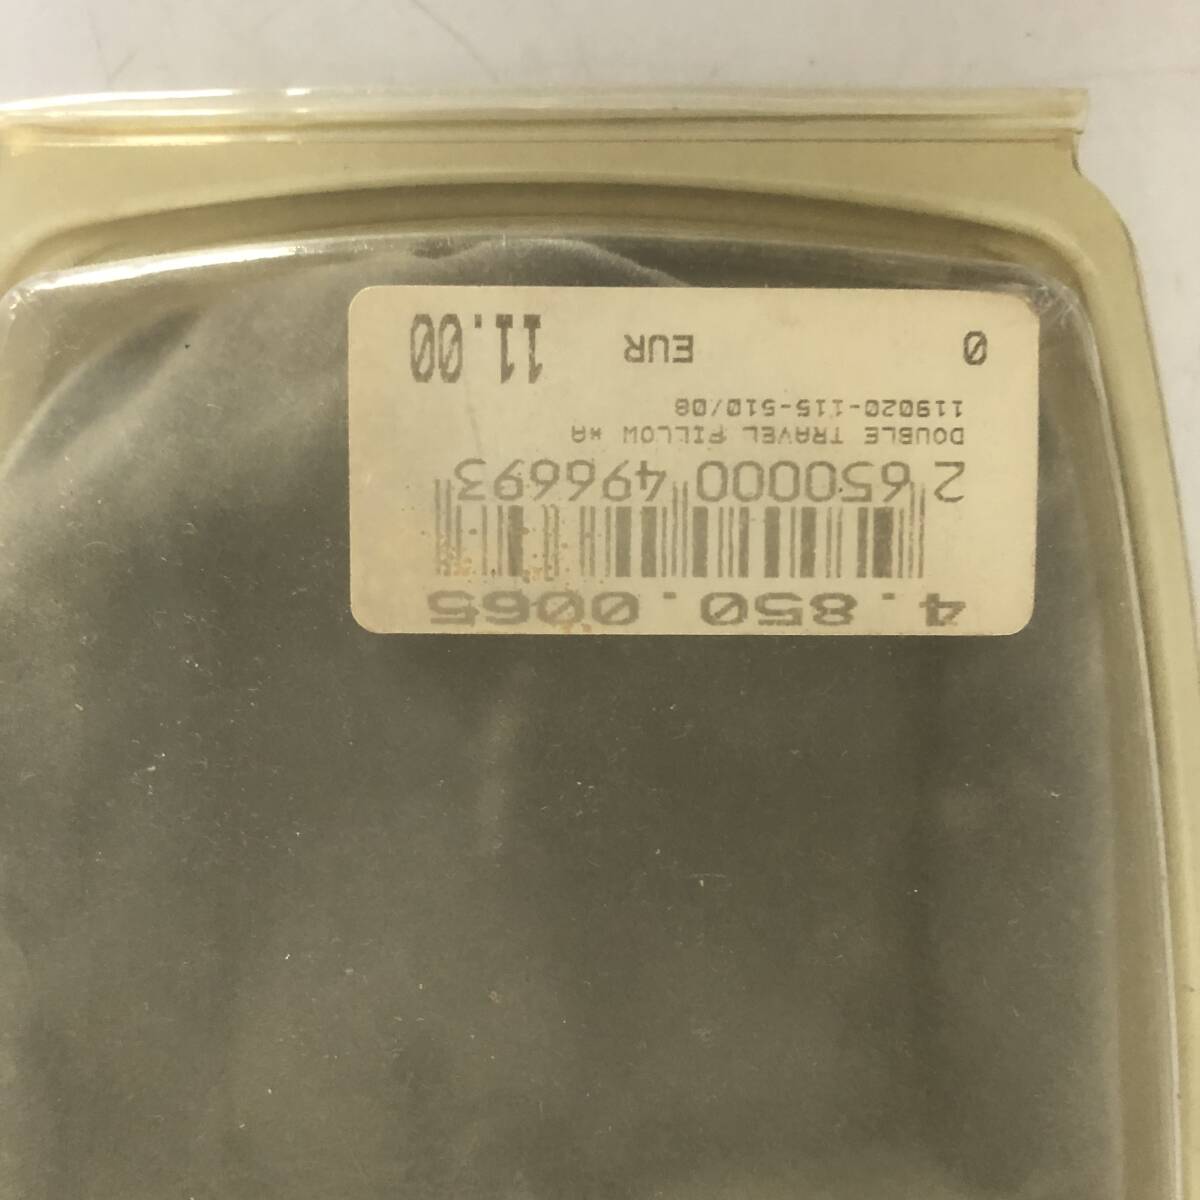 4.850.0065
2 650000 496693
DOUBLE TRAVEL PILLOW *A
119020-115-510/08
0 EUR 11.00